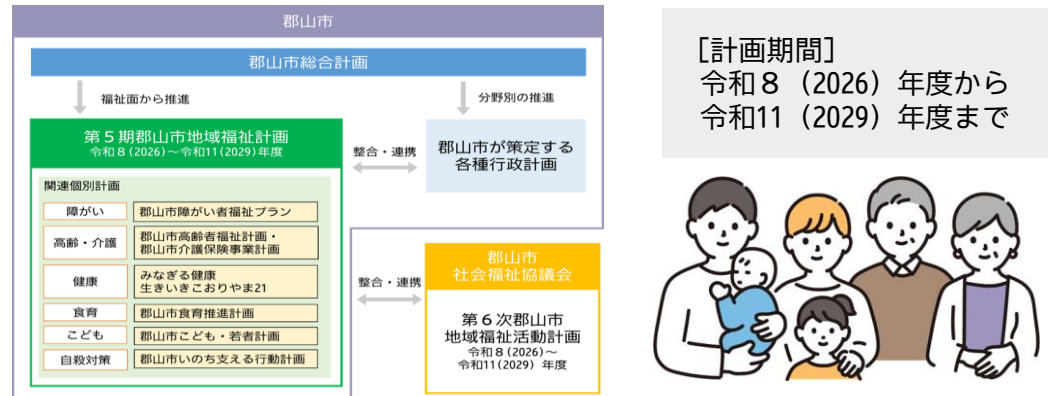 郡山市
郡山市総合計画
福祉面から推進
分野別の推進
第5期郡山市地域福祉計画
令和8(2026)～令和11(2029)年度
整合・連携
郡山市が策定する
各種行政計画
関連個別計画
障がい
郡山市障がい者福祉プラン
高齢・介護
郡山市高齢者福祉計画・
郡山市介護保険事業計画
健康
みなぎる健康
生きいきこおりやま21
食育
郡山市食育推進計画
こども
郡山市こども・若者計画
自殺対策
郡山市いのち支える行動計画
整合・連携
郡山市
社会福祉協議会
第6次郡山市
地域福祉活動計画
令和8(2026)～
令和11(2029) 年度
［計画期間］
令和８（2026）年度から
令和11（2029）年度まで